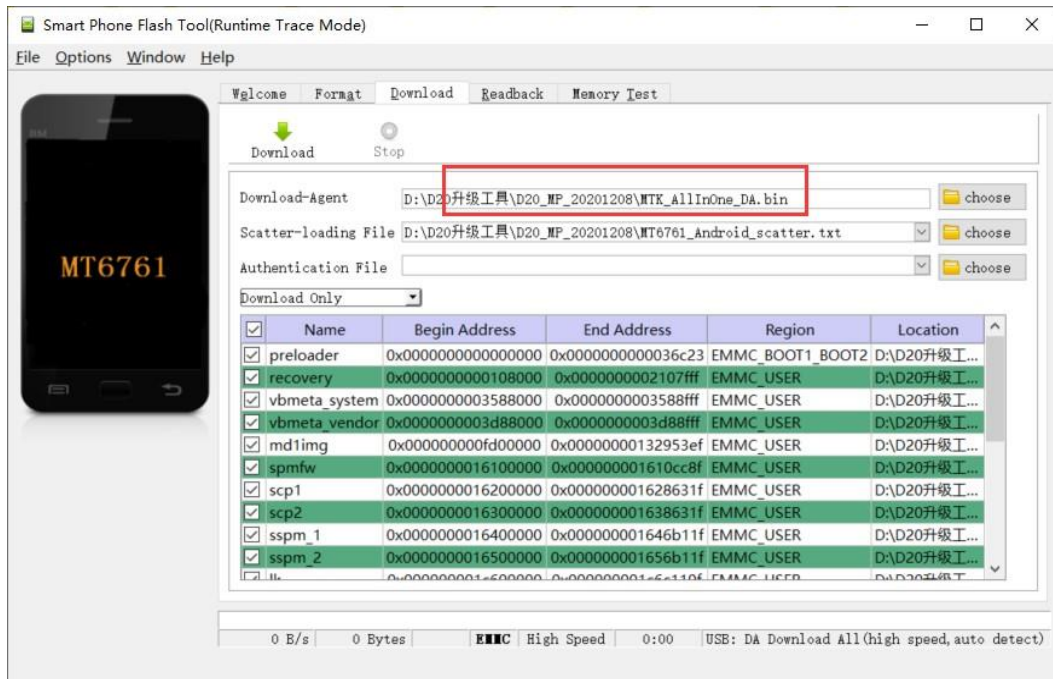 Smart Phone Flash Tool(Runtime Trace Mode)
File Options Window Help
Welcome Format Download Readback Memory Test
BM
Download Stop
Download-Agent D:\D20升级工具\D20_MP_20201208\MTK_AllInOne_DA.bin choose
Scatter-loading File D:\D20升级工具\D20_MP_20201208\MT6761_Android_scatter.txt choose
MT6761
Authentication File choose
Download Only
Name Begin Address End Address Region Location
preloader 0x0000000000000000 0x0000000000036c23 EMMC_BOOT1_BOOT2 D:\D20升级工...
recovery 0x0000000000108000 0x0000000002107fff EMMC_USER D:\D20升级工...
vbmeta_system 0x0000000003588000 0x0000000003588fff EMMC_USER D:\D20升级工...
vbmeta_vendor 0x0000000003d88000 0x0000000003d88fff EMMC_USER D:\D20升级工...
md1img 0x000000000fd00000 0x00000000132953ef EMMC_USER D:\D20升级工...
spmfw 0x0000000016100000 0x000000001610cc8f EMMC_USER D:\D20升级工...
scp1 0x0000000016200000 0x000000001628631f EMMC_USER D:\D20升级工...
scp2 0x0000000016300000 0x000000001638631f EMMC_USER D:\D20升级工...
sspm_1 0x0000000016400000 0x000000001646b11f EMMC_USER D:\D20升级工...
sspm_2 0x0000000016500000 0x000000001656b11f EMMC_USER D:\D20升级工...
0 B/s 0 Bytes EMMC High Speed 0:00 USB: DA Download All(high speed,auto detect)